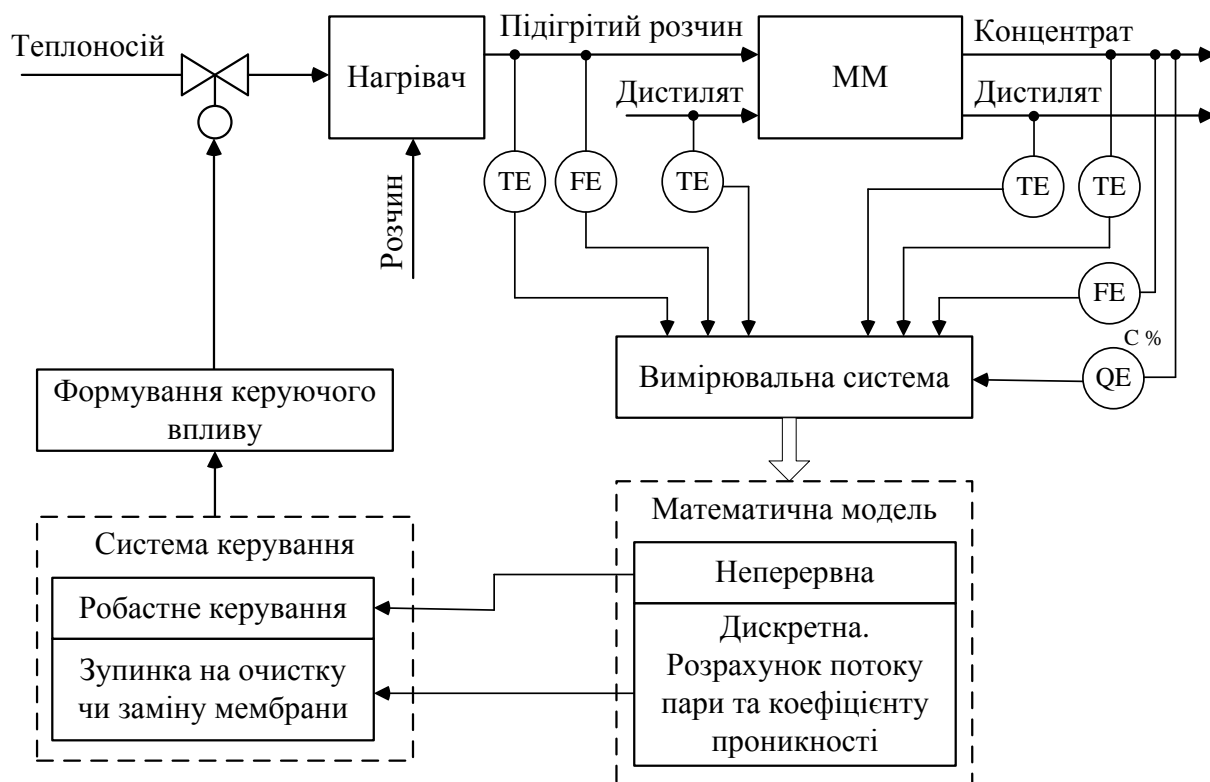 Теплоносій
Нагрівач
Підігрітий розчин
ММ
Концентрат
Дистилят
Дистилят
Розчин
TE
FE
TE
TE
TE
FE
C %
QE
Вимірювальна система
Формування керуючого
впливу
Система керування
Робастне керування
Зупинка на очистку
чи заміну мембрани
Математична модель
Неперервна
Дискретна.
Розрахунок потоку
пари та коефіцієнту
проникності